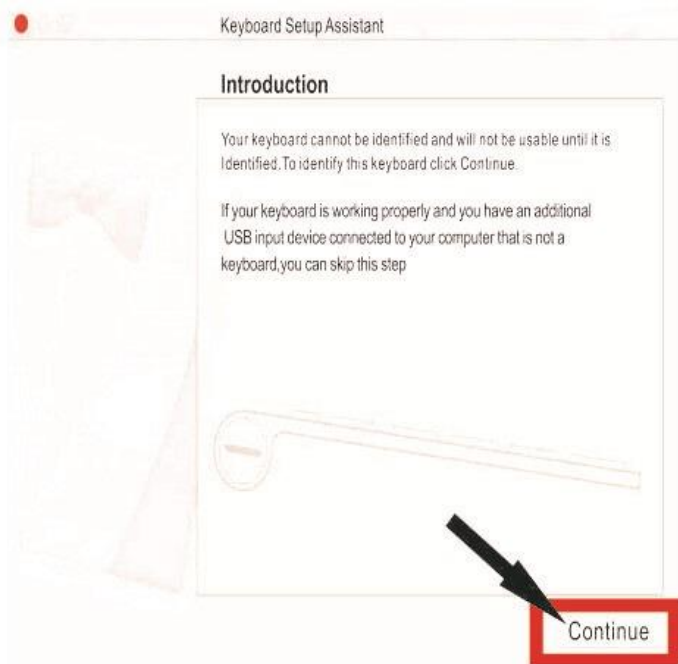 Keyboard Setup Assistant
Introduction
Your keyboard cannot be identified and will not be usable until it is
Identified.To identify this keyboard click Continue.
If your keyboard is working properly and you have an additional
USB input device connected to your computer that is not a
keyboard,you can skip this step
Continue